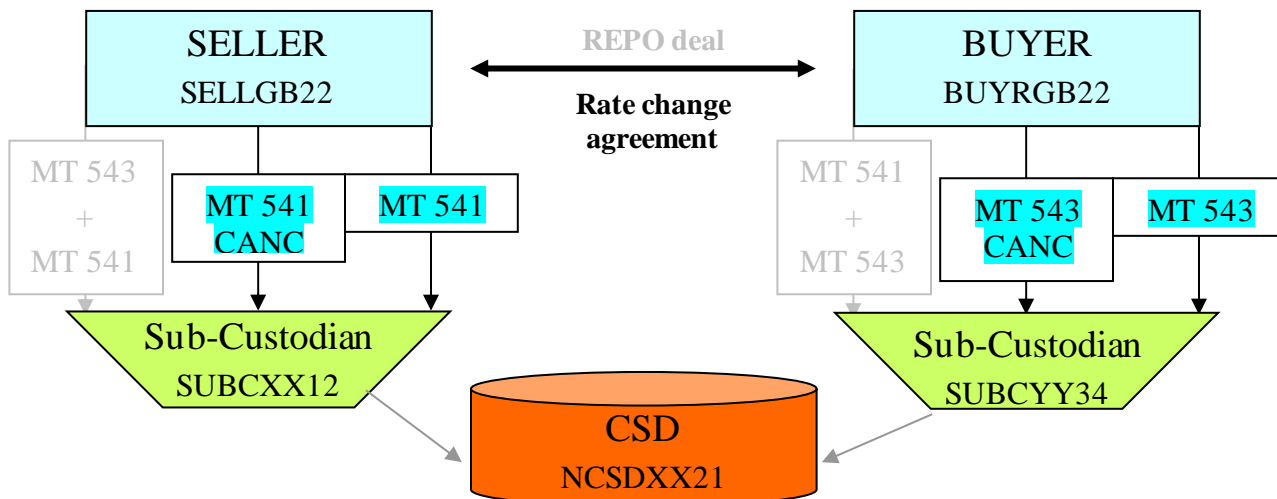 SELLER
SELLGB22
REPO deal
Rate change
agreement
BUYER
BUYRGB22
MT 543
+
MT 541
MT 541
CANC
MT 541
MT 541
+
MT 543
MT 543
CANC
MT 543
Sub-Custodian
SUBCXX12
Sub-Custodian
SUBCYY34
CSD
NCSDXX21